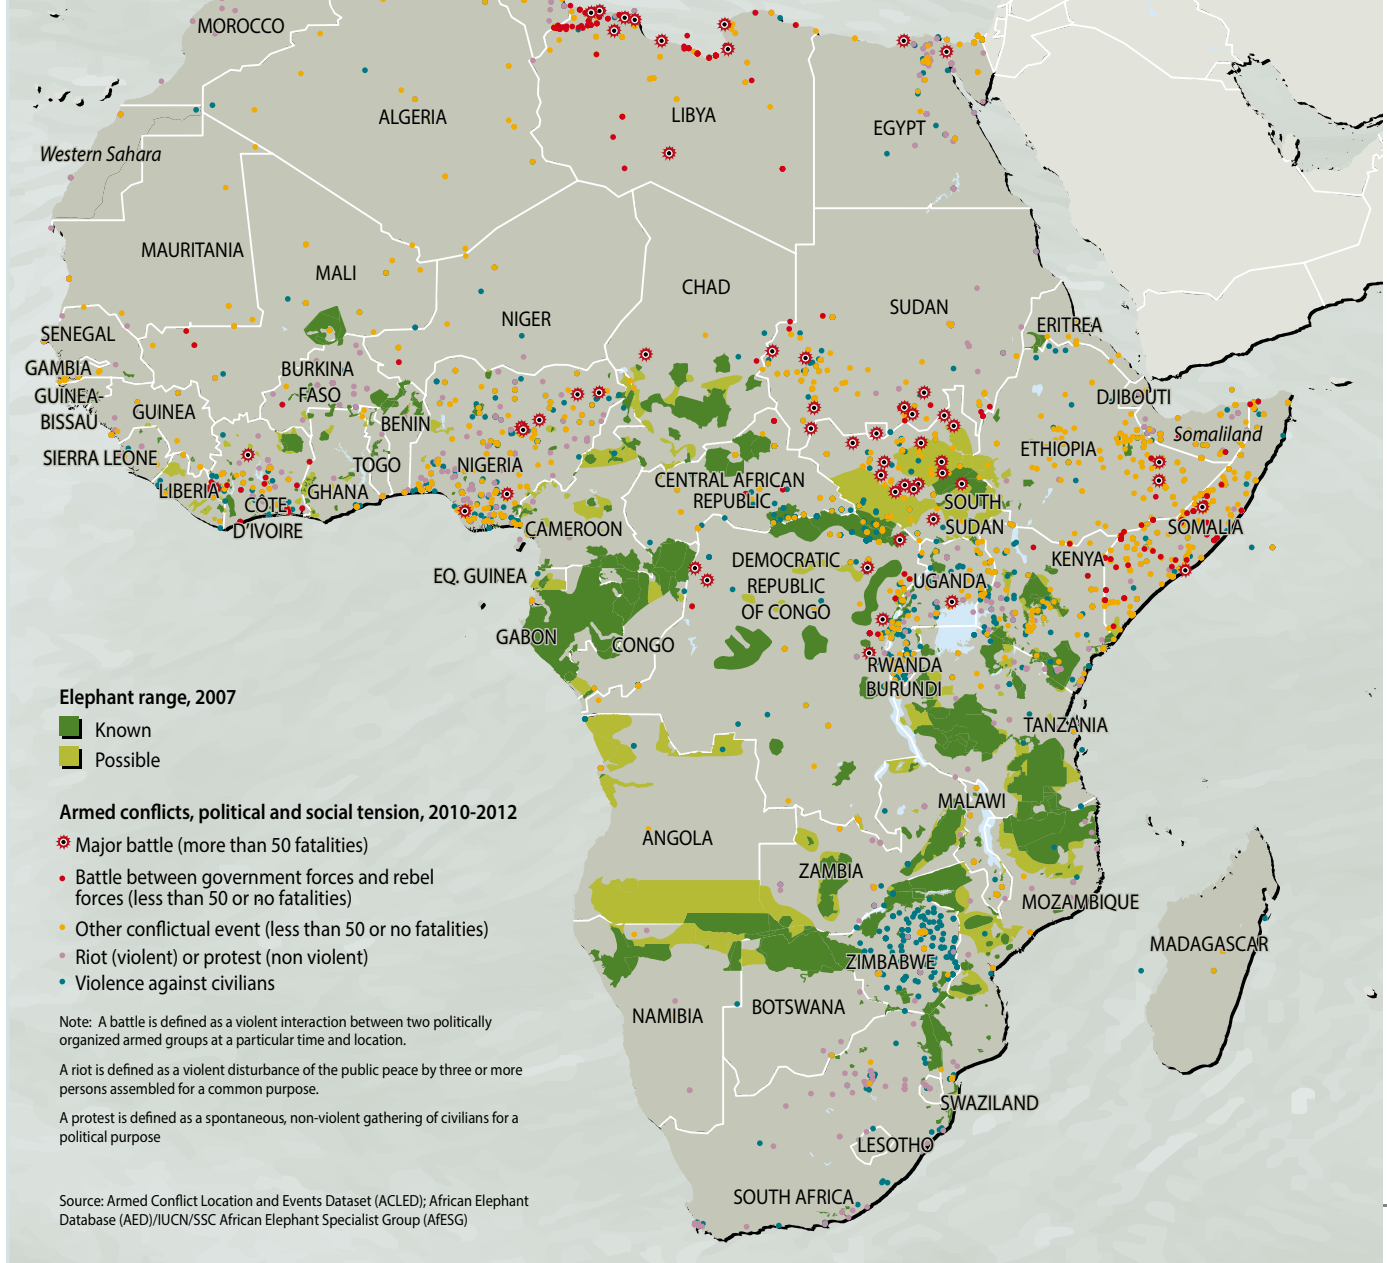 MOROCCO
ALGERIA
LIBYA
EGYPT
Western Sahara
MAURITANIA
MALI
NIGER
CHAD
SUDAN
ERITREA
SENEGAL
GAMBIA
GUINEA-
BISSAU
GUINEA
BURKINA
FASO
BENIN
DJIBOUTI
Somaliland
SIERRA LEONE
TOGO
NIGERIA
ETHIOPIA
LIBERIA
CÔTE
D'IVOIRE
GHANA
CENTRAL AFRICAN
REPUBLIC
SOUTH
SUDAN
CAMEROON
SOMALIA
EQ. GUINEA
DEMOCRATIC
REPUBLIC
OF CONGO
UGANDA
KENYA
GABON
CONGO
RWANDA
BURUNDI
TANZANIA
MALAWI
ANGOLA
ZAMBIA
MOZAMBIQUE
MADAGASCAR
ZIMBABWE
NAMIBIA
BOTSWANA
SWAZILAND
LESOTHO
SOUTH AFRICA
Elephant range, 2007
Known
Possible
Armed conflicts, political and social tension, 2010-2012
Major battle (more than 50 fatalities)
Battle between government forces and rebel
forces (less than 50 or no fatalities)
Other conflictual event (less than 50 or no fatalities)
Riot (violent) or protest (non violent)
Violence against civilians
Note: A battle is defined as a violent interaction between two politically
organized armed groups at a particular time and location.
A riot is defined as a violent disturbance of the public peace by three or more
persons assembled for a common purpose.
A protest is defined as a spontaneous, non-violent gathering of civilians for a
political purpose
Source: Armed Conflict Location and Events Dataset (ACLED); African Elephant
Database (AED)/IUCN/SSC African Elephant Specialist Group (AfESG)